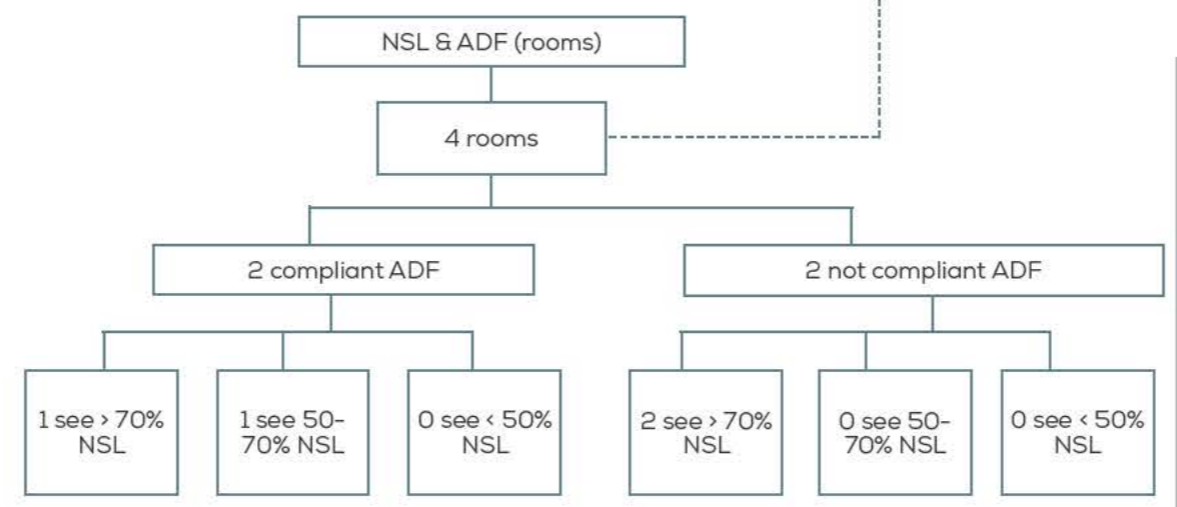 NSL & ADF (rooms)
4 rooms
2 compliant ADF
2 not compliant ADF
1 see > 70%
NSL
1 see 50-
70% NSL
0 see < 50%
NSL
2 see > 70%
NSL
0 see 50-
70% NSL
0 see < 50%
NSL